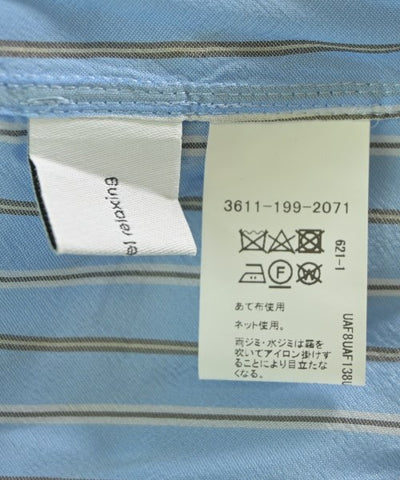 3611-199-2071
621-1
F
W
あて布使用
ネット使用。
雨ジミ・水ジミは霧を
吹いてアイロン掛けす
ることにより目立たな
くなる。